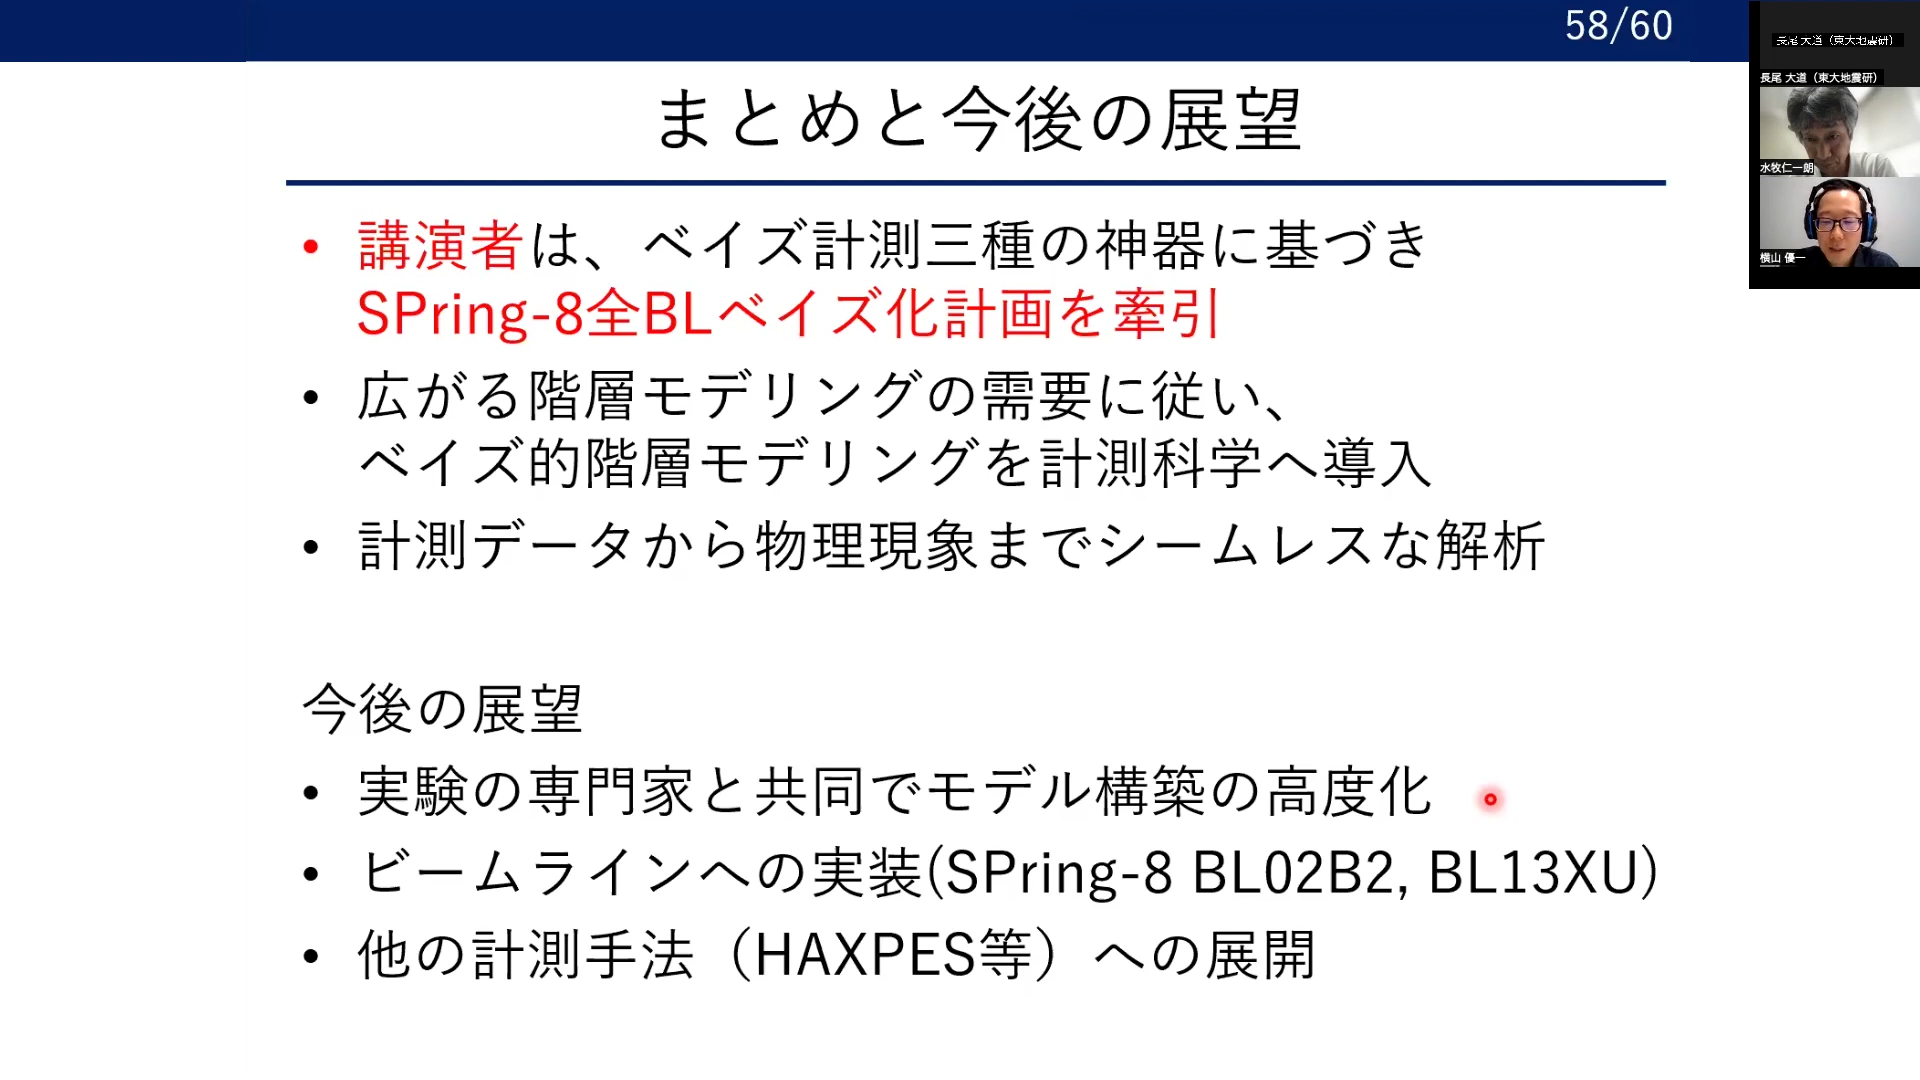 58/60
長尾 大道（東大地震研）
長尾 大道（東大地震研）
水牧仁一朗
横山 優一
まとめと今後の展望
• 講演者は、ベイズ計測三種の神器に基づき
SPring-8全BLベイズ化計画を牽引
• 広がる階層モデリングの需要に従い、
ベイズ的階層モデリングを計測科学へ導入
• 計測データから物理現象までシームレスな解析
今後の展望
• 実験の専門家と共同でモデル構築の高度化
• ビームラインへの実装(SPring-8 BL02B2, BL13XU)
• 他の計測手法（HAXPES等）への展開